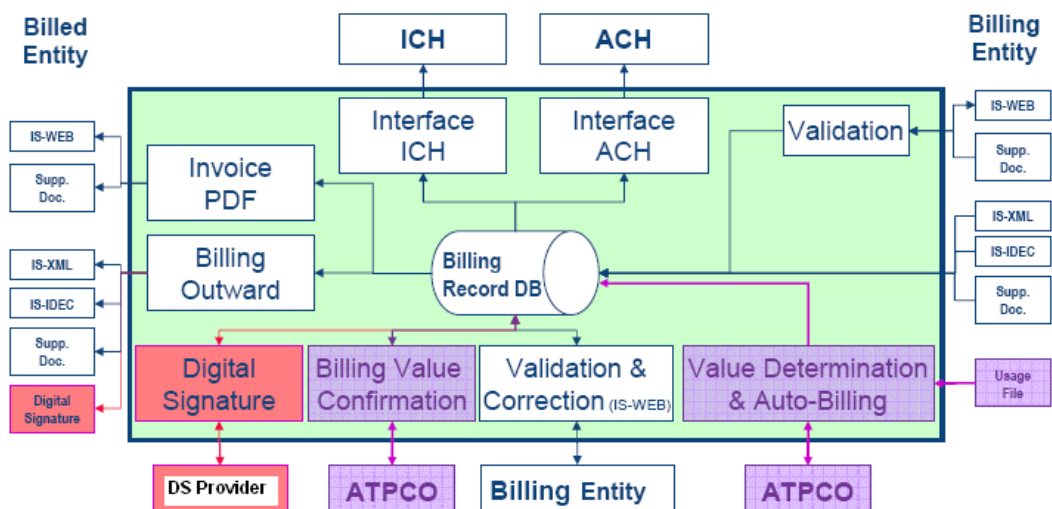 Billed
Entity
ICH
ACH
Billing
Entity
IS-WEB
Supp.
Doc.
Invoice
PDF
Interface
ICH
Interface
ACH
Validation
IS-WEB
Supp.
Doc.
IS-XML
IS-IDEC
Supp.
Doc.
Digital
Signature
Billing
Outward
Billing
Record DB
IS-XML
IS-IDEC
Supp.
Doc.
Digital
Signature
Billing Value
Confirmation
Validation &
Correction (IS-WEB)
Value Determination
& Auto-Billing
Usage
File
DS Provider
ATPCO
Billing Entity
ATPCO